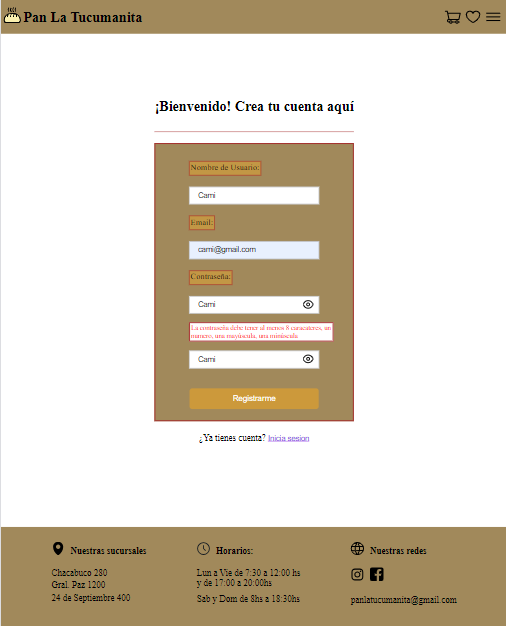 Pan La Tucumanita
¡Bienvenido! Crea tu cuenta aquí
Nombre de Usuario:
Cami
Email:
cami@gmail.com
Contraseña:
Cami
La contraseña debe tener al menos 8 caracateres, un
número, una mayúscula, una minúscula
Cami
Registrarme
¿Ya tienes cuenta? Inicia sesion
Nuestras sucursales
Chacabuco 280
Gral. Paz 1200
24 de Septiembre 400
Horarios:
Lun a Vie de 7:30 a 12:00 hs
y de 17:00 a 20:00hs
Sab y Dom de 8hs a 18:30hs
Nuestras redes
panlatucumanita@gmail.com